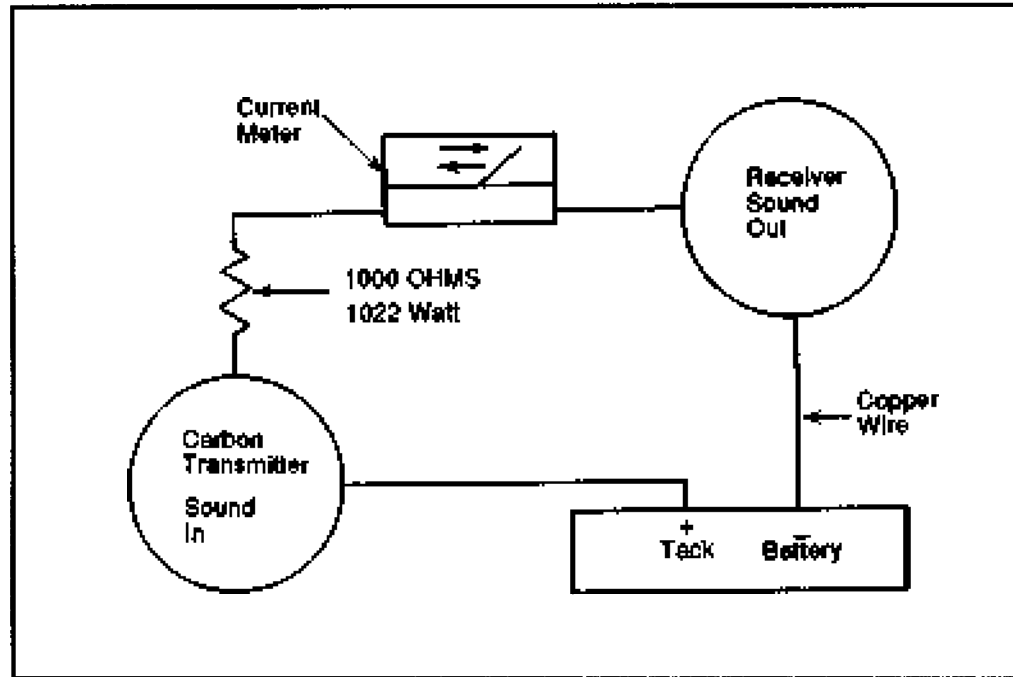 Current
Meter
Receiver
Sound
Out
1000 OHMS
1022 Watt
Copper
Wire
Carbon
Transmitter
Sound
In
+
-
Tack
Battery